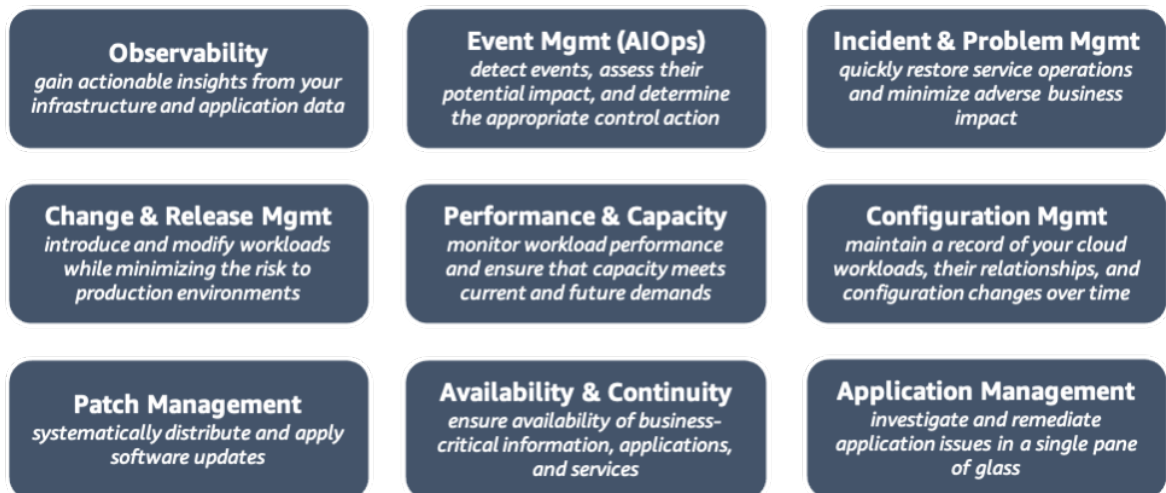 Observability
gain actionable insights from your
infrastructure and application data
Event Mgmt (AIOps)
detect events, assess their
potential impact, and determine
the appropriate control action
Incident & Problem Mgmt
quickly restore service operations
and minimize adverse business
impact
Change & Release Mgmt
introduce and modify workloads
while minimizing the risk to
production environments
Performance & Capacity
monitor workload performance
and ensure that capacity meets
current and future demands
Configuration Mgmt
maintain a record of your cloud
workloads, their relationships, and
configuration changes over time
Patch Management
systematically distribute and apply
software updates
Availability & Continuity
ensure availability of business-
critical information, applications,
and services
Application Management
investigate and remediate
application issues in a single pane
of glass